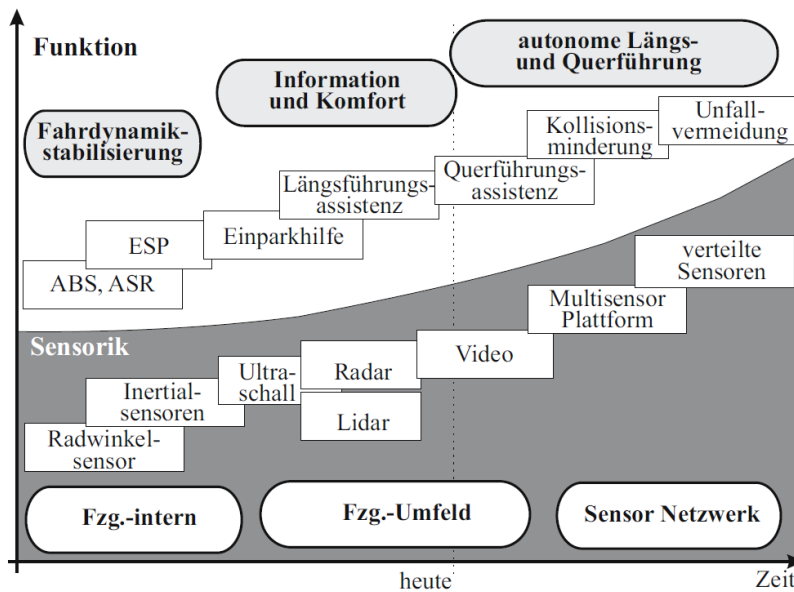 Funktion
autonome Längs-
und Querführung
Information
und Komfort
Fahrdynamik-
stabilisierung
Unfall-
vermeidung
Kollisions-
minderung
Querführungs-
assistenz
Längsführungs-
assistenz
Einparkhilfe
ESP
ABS, ASR
Sensorik
verteilte
Sensoren
Multisensor
Plattform
Video
Radar
Lidar
Ultra-
schall
Inertial-
sensoren
Radwinkel-
sensor
Fzg.-intern
Fzg.-Umfeld
Sensor Netzwerk
heute
Zeit